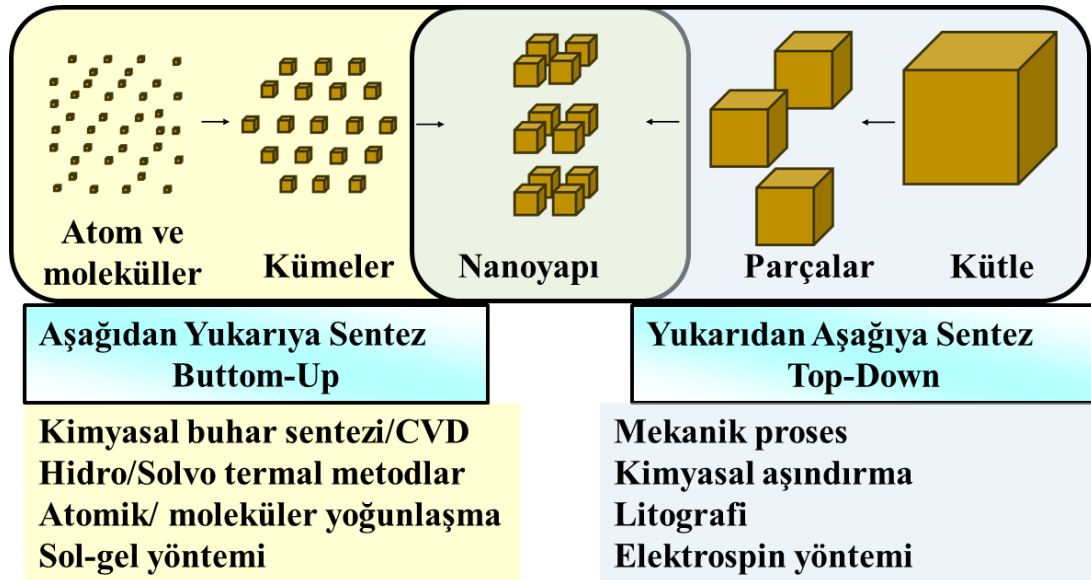 Atom ve
moleküller
Kümeler
Nanoyapı
Parçalar
Kütle
Aşağıdan Yukarıya Sentez
Buttom-Up
Yukarıdan Aşağıya Sentez
Top-Down
Kimyasal buhar sentezi/CVD
Hidro/Solvo termal metodlar
Atomik/ moleküler yoğunlaşma
Sol-gel yöntemi
Mekanik proses
Kimyasal aşındırma
Litografi
Elektrospin yöntemi